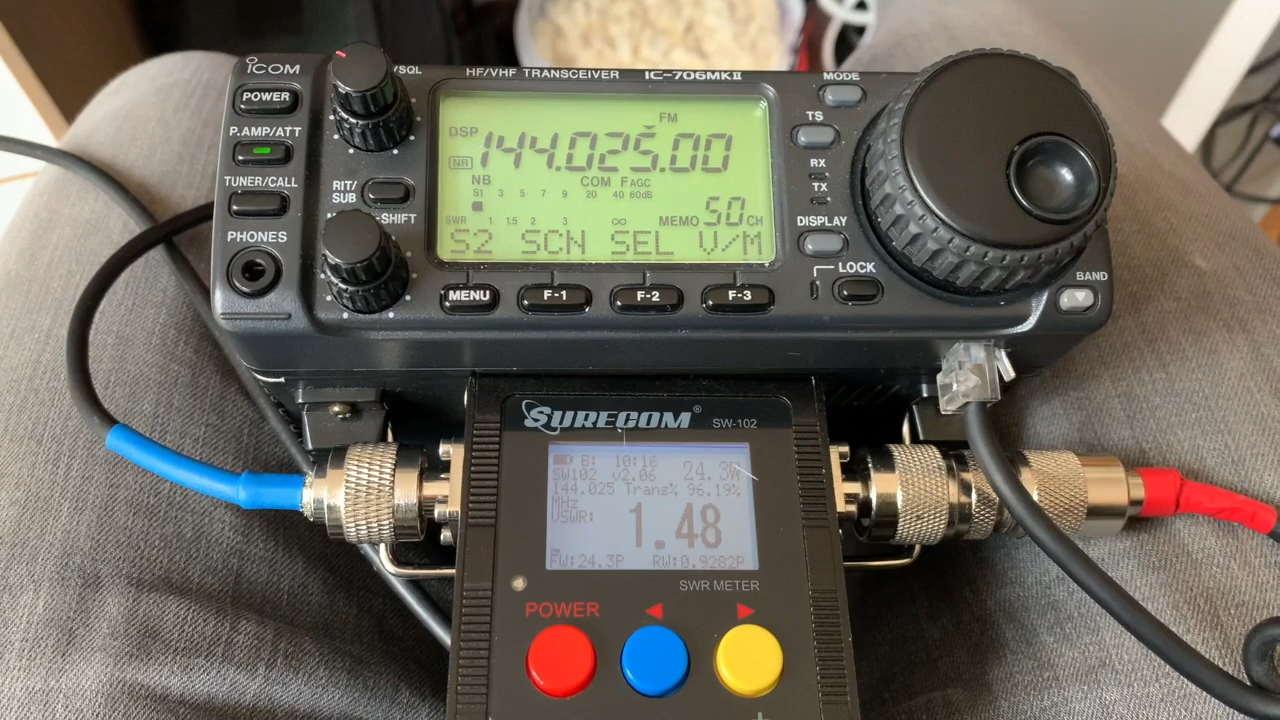 ICOM
/SQL
HF/VHF TRANSCEIVER IC-706MKII
MODE
POWER
P.AMP/ATT
TUNER/CALL
PHONES
RIT/
SUB
-SHIFT
FM
DSP 144.025.00
NR
NB COM F AGC
S1 3 5 7 9 20 40 60dB
SWR 1 1.5 2 3 ∞ MEMO 50 CH
S2 SCN SEL V/M
MENU F-1 F-2 F-3
TS
RX
TX
DISPLAY
LOCK
BAND
SURECOM®
SW-102
B: 10:16
SW102 v2.06 24.3W
144.025 Trans% 96.19%
MHz
VSWR: 1.48
FW:24.3P RW:0.9282P
SWR METER
POWER ◀ ▶